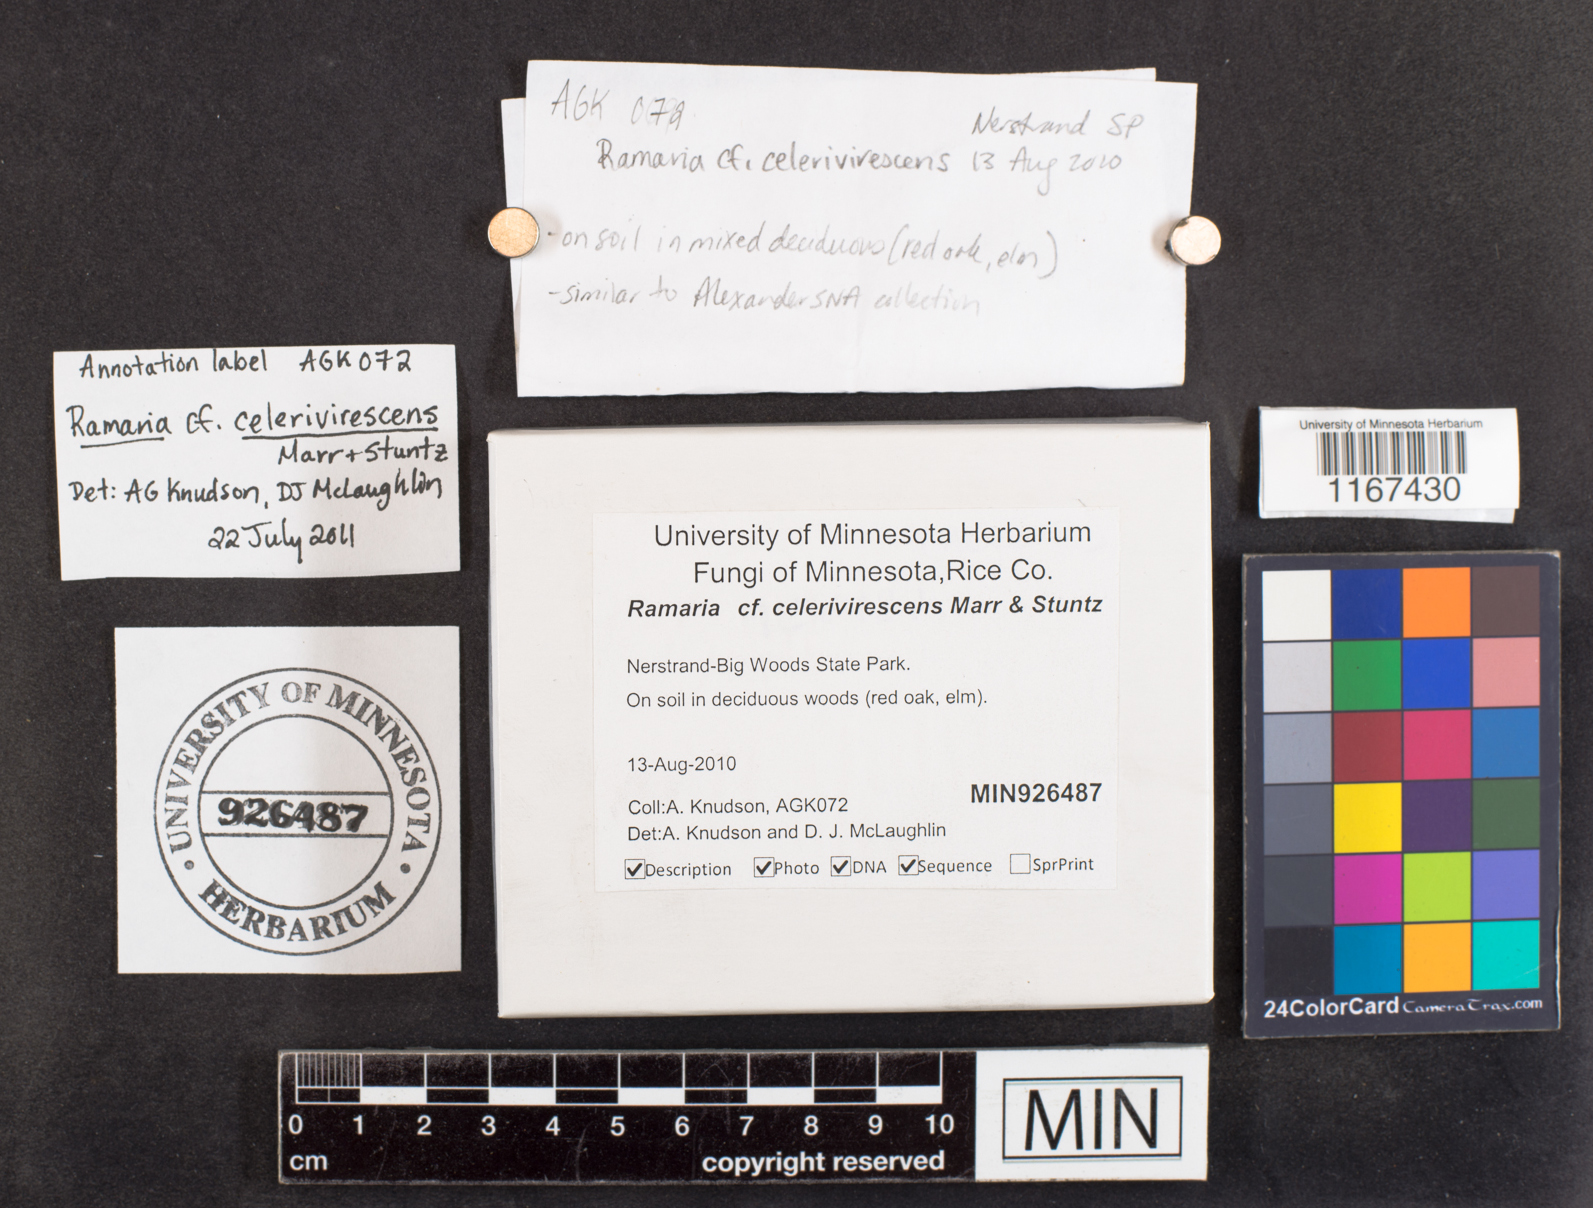 AGK 072
Nerstrand SP
Ramaria cf. celerivirescens 13 Aug 2010
-on soil in mixed deciduous (red oak, elm)
-similar to Alexander SNA collection
Annotation label AGK 072
Ramaria cf. celerivirescens
Marr + Stuntz
Det: AG Knudson, DJ McLaughlin
22 July 2011
UNIVERSITY OF MINNESOTA
926487
HERBARIUM
University of Minnesota Herbarium
Fungi of Minnesota,Rice Co.
Ramaria cf. celerivirescens Marr & Stuntz
Nerstrand-Big Woods State Park.
On soil in deciduous woods (red oak, elm).
13-Aug-2010
MIN926487
Coll:A. Knudson, AGK072
Det:A. Knudson and D. J. McLaughlin
Description Photo DNA Sequence SprPrint
University of Minnesota Herbarium
1167430
24ColorCard CameraTrax.com
0 1 2 3 4 5 6 7 8 9 10
cm
copyright reserved
MIN